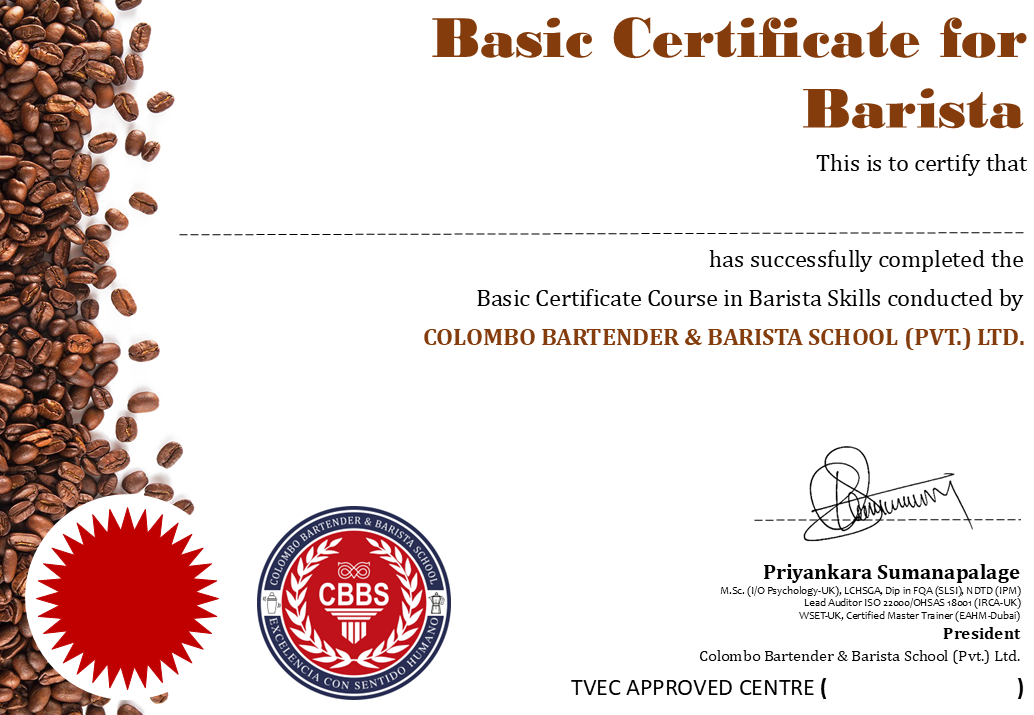 Basic Certificate for
Barista
This is to certify that
has successfully completed the
Basic Certificate Course in Barista Skills conducted by
COLOMBO BARTENDER & BARISTA SCHOOL (PVT.) LTD.
COLOMBO BARTENDER & BARISTA SCHOOL
CBBS
EXCELENCIA CON SENTIDO HUMANO
Priyankara Sumanapalage
M.Sc. (I/O Psychology-UK), LCHSGA, Dip in FQA (SLSI), NDTD (IPM)
Lead Auditor ISO 22000/OHSAS 18001 (IRCA-UK)
WSET-UK, Certified Master Trainer (EAHM-Dubai)
President
Colombo Bartender & Barista School (Pvt.) Ltd.
TVEC APPROVED CENTRE ( )